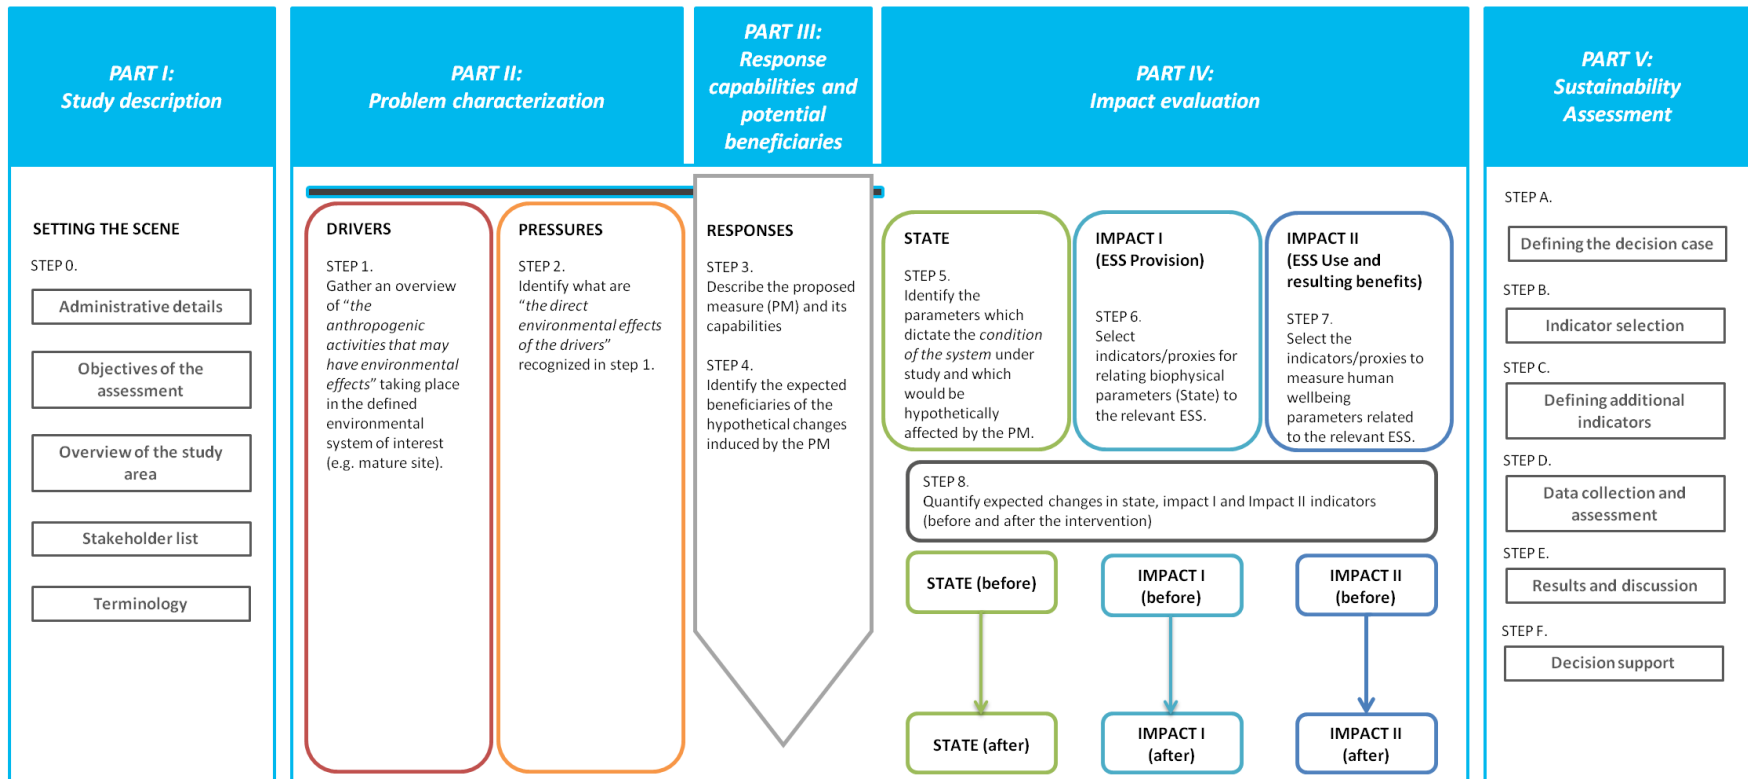 PART I:
Study description
PART II:
Problem characterization
PART III:
Response
capabilities and
potential
beneficiaries
PART IV:
Impact evaluation
PART V:
Sustainability
Assessment
SETTING THE SCENE
STEP 0.
Administrative details
Objectives of the
assessment
Overview of the study
area
Stakeholder list
Terminology
DRIVERS
STEP 1.
Gather an overview
of “the
anthropogenic
activities that may
have environmental
effects” taking place
in the defined
environmental
system of interest
(e.g. mature site).
PRESSURES
STEP 2.
Identify what are
“the direct
environmental effects
of the drivers”
recognized in step 1.
RESPONSES
STEP 3.
Describe the proposed
measure (PM) and its
capabilities
STEP 4.
Identify the expected
beneficiaries of the
hypothetical changes
induced by the PM
STATE
STEP 5.
Identify the
parameters which
dictate the condition
of the system under
study and which
would be
hypothetically
affected by the PM.
IMPACT I
(ESS Provision)
STEP 6.
Select
indicators/proxies for
relating biophysical
parameters (State) to
the relevant ESS.
IMPACT II
(ESS Use and
resulting benefits)
STEP 7.
Select the
indicators/proxies to
measure human
wellbeing
parameters related
to the relevant ESS.
STEP 8.
Quantify expected changes in state, impact I and Impact II indicators
(before and after the intervention)
STATE (before)
IMPACT I
(before)
IMPACT II
(before)
STATE (after)
IMPACT I
(after)
IMPACT II
(after)
STEP A.
Defining the decision case
STEP B.
Indicator selection
STEP C.
Defining additional
indicators
STEP D.
Data collection and
assessment
STEP E.
Results and discussion
STEP F.
Decision support